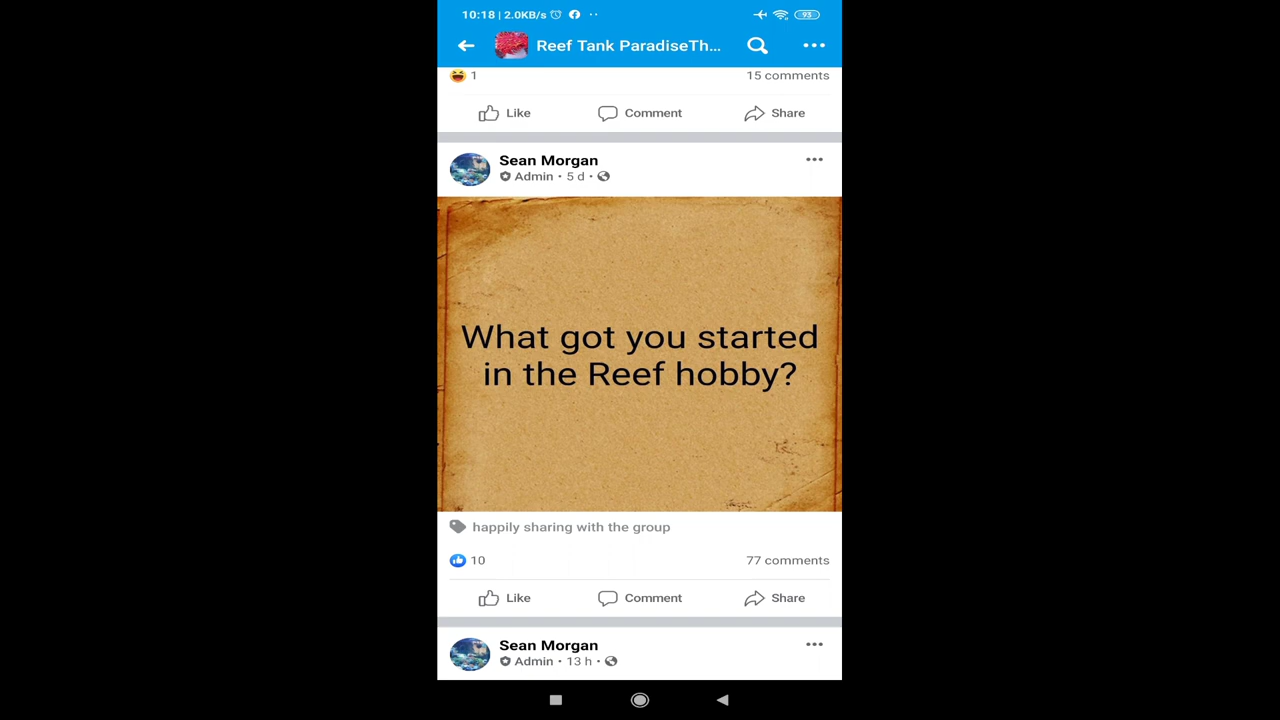 10:18 | 2.0KB/s
93
Reef Tank ParadiseTh...
1
15 comments
Like
Comment
Share
Sean Morgan
Admin • 5 d •
What got you started
in the Reef hobby?
happily sharing with the group
10
77 comments
Like
Comment
Share
Sean Morgan
Admin • 13 h •